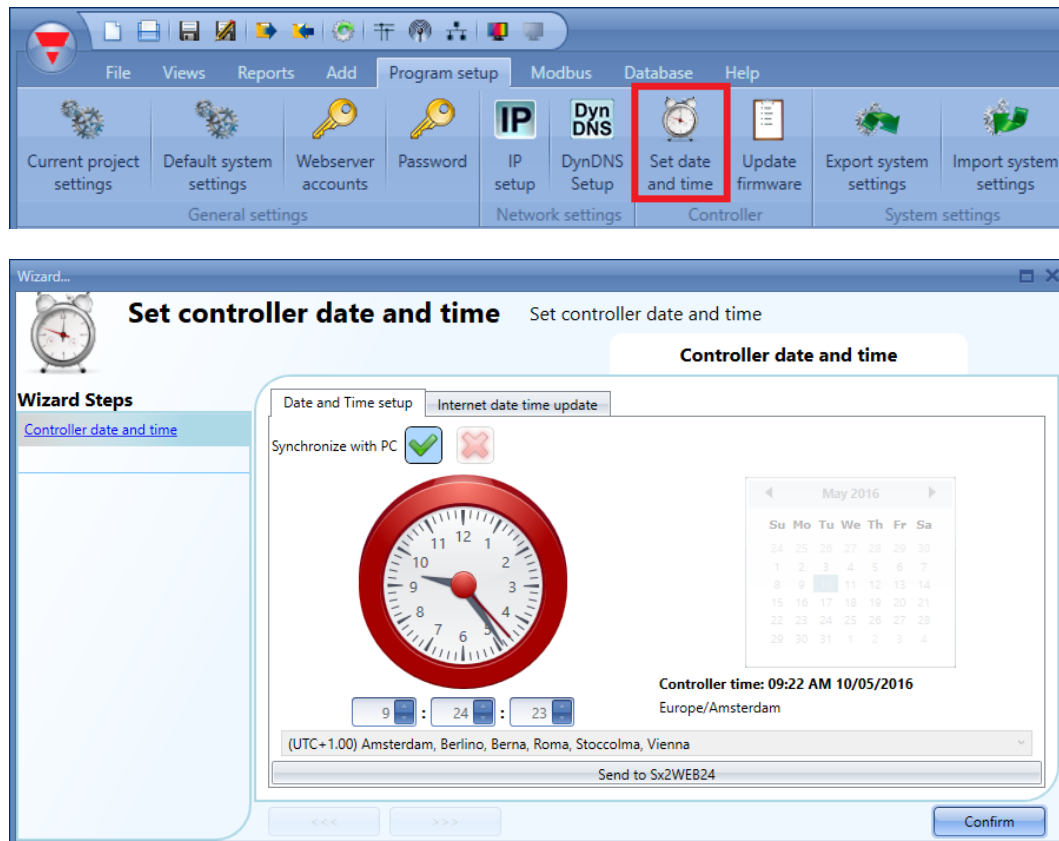 File Views Reports Add Program setup Modbus Database Help
IP Dyn DNS
Current project settings
Default system settings
Webserver accounts
Password
IP setup
DynDNS Setup
Set date and time
Update firmware
Export system settings
Import system settings
General settings Network settings Controller System settings
Wizard...
Set controller date and time Set controller date and time
Controller date and time
Wizard Steps
Controller date and time
Date and Time setup Internet date time update
Synchronize with PC
12 1 2 3 4 5 6 7 8 9 10 11
May 2016
Su Mo Tu We Th Fr Sa
24 25 26 27 28 29 30
1 2 3 4 5 6 7
8 9 10 11 12 13 14
15 16 17 18 19 20 21
22 23 24 25 26 27 28
29 30 31 1 2 3 4
Controller time: 09:22 AM 10/05/2016
Europe/Amsterdam
9 : 24 : 23
(UTC+1.00) Amsterdam, Berlino, Berna, Roma, Stoccolma, Vienna
Send to Sx2WEB24
<<< >>> Confirm